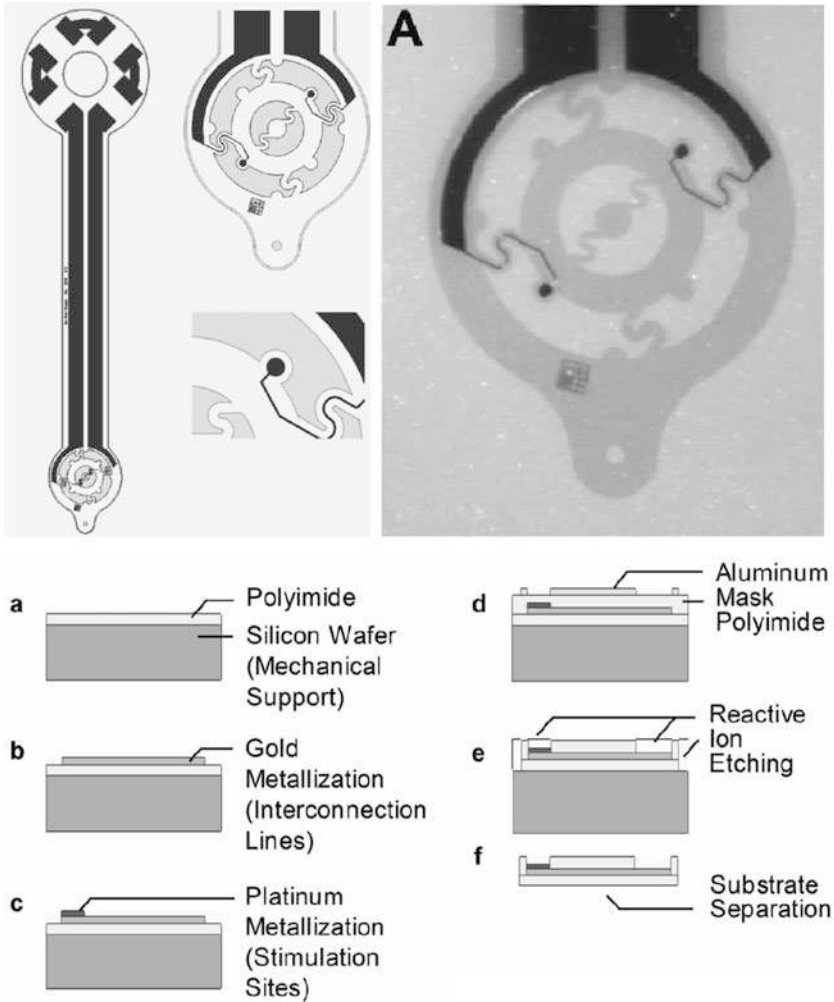 A
a
Polyimide
Silicon Wafer
(Mechanical
Support)
b
Gold
Metallization
(Interconnection
Lines)
c
Platinum
Metallization
(Stimulation
Sites)
d
Aluminum
Mask
Polyimide
e
Reactive
Ion
Etching
f
Substrate
Separation